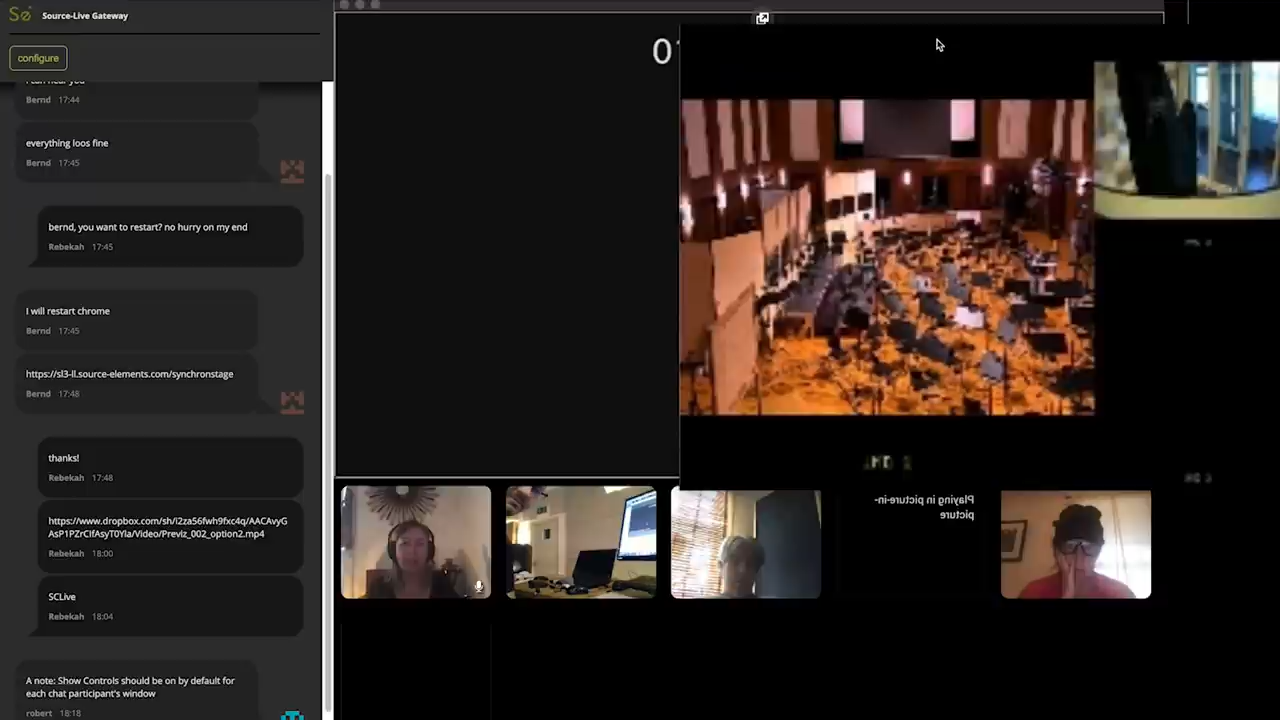 Source-Live Gateway
configure
I can hear you
Bernd 17:44
everything loos fine
Bernd 17:45
bernd, you want to restart? no hurry on my end
Rebekah 17:45
I will restart chrome
Bernd 17:45
https://sl3-ll.source-elements.com/synchronstage
Bernd 17:48
thanks!
Rebekah 17:48
https://www.dropbox.com/sh/i2za56fwh9fxc4q/AACAvyG
AsP1PZrCIfAsyT0YIa/Video/Previz_002_option2.mp4
Rebekah 18:00
SCLive
Rebekah 18:04
A note: Show Controls should be on by default for
each chat participant's window
robert 18:18
Playing in picture-in-
picture